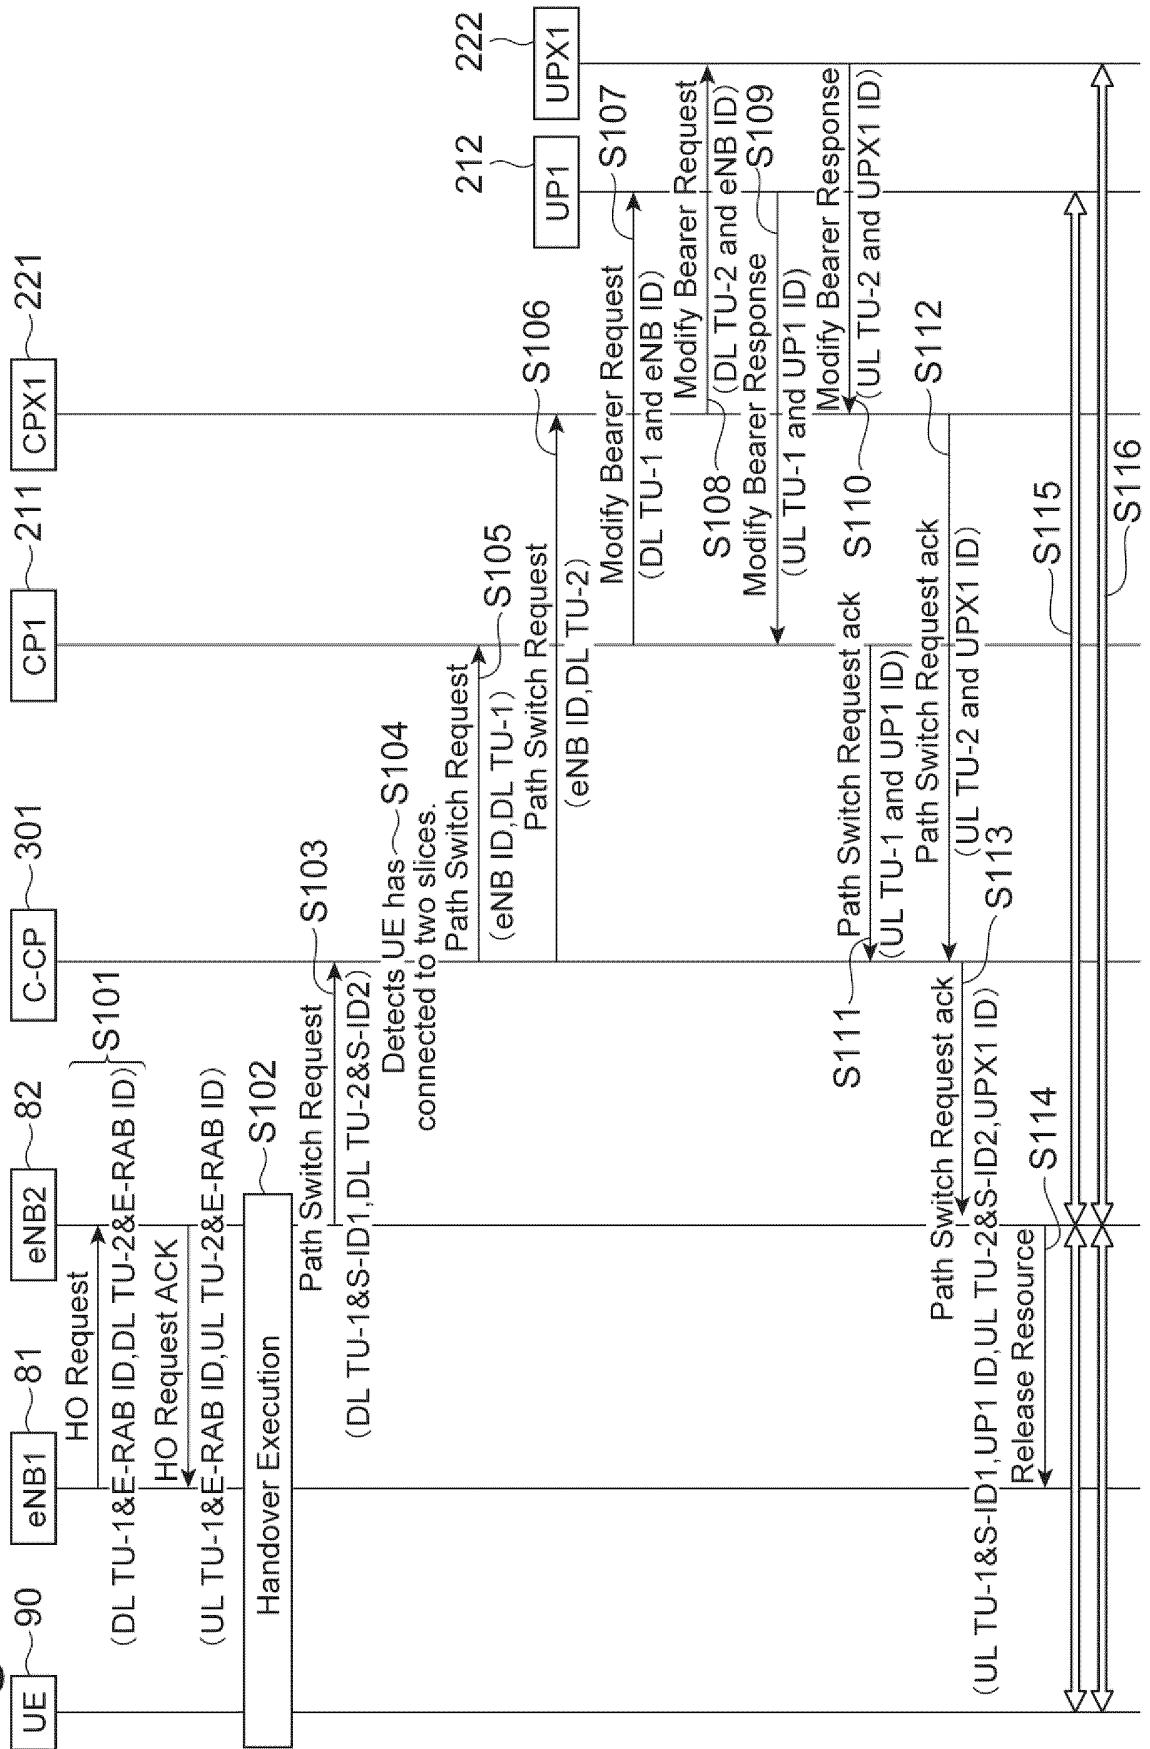 UE
90
eNB1
81
eNB2
82
C-CP
301
CP1
211
CPX1
221
UP1
212
UPX1
222
HO Request
(DL TU-1&E-RAB ID,DL TU-2&E-RAB ID)
S101
HO Request ACK
(UL TU-1&E-RAB ID,UL TU-2&E-RAB ID)
Handover Execution
S102
Path Switch Request
S103
(DL TU-1&S-ID1,DL TU-2&S-ID2)
Detects UE has
S104
connected to two slices.
Path Switch Request
S105
(eNB ID,DL TU-1)
Path Switch Request
S106
(eNB ID,DL TU-2)
Modify Bearer Request
S107
(DL TU-1 and eNB ID)
Modify Bearer Request
S108
(DL TU-2 and eNB ID)
Modify Bearer Response
S109
(UL TU-1 and UP1 ID)
Modify Bearer Response
S110
(UL TU-2 and UPX1 ID)
Path Switch Request ack
S111
(UL TU-1 and UP1 ID)
Path Switch Request ack
S112
(UL TU-2 and UPX1 ID)
Path Switch Request ack
S113
(UL TU-1&S-ID1,UP1 ID,UL TU-2&S-ID2,UPX1 ID)
Release Resource
S114
S115
S116